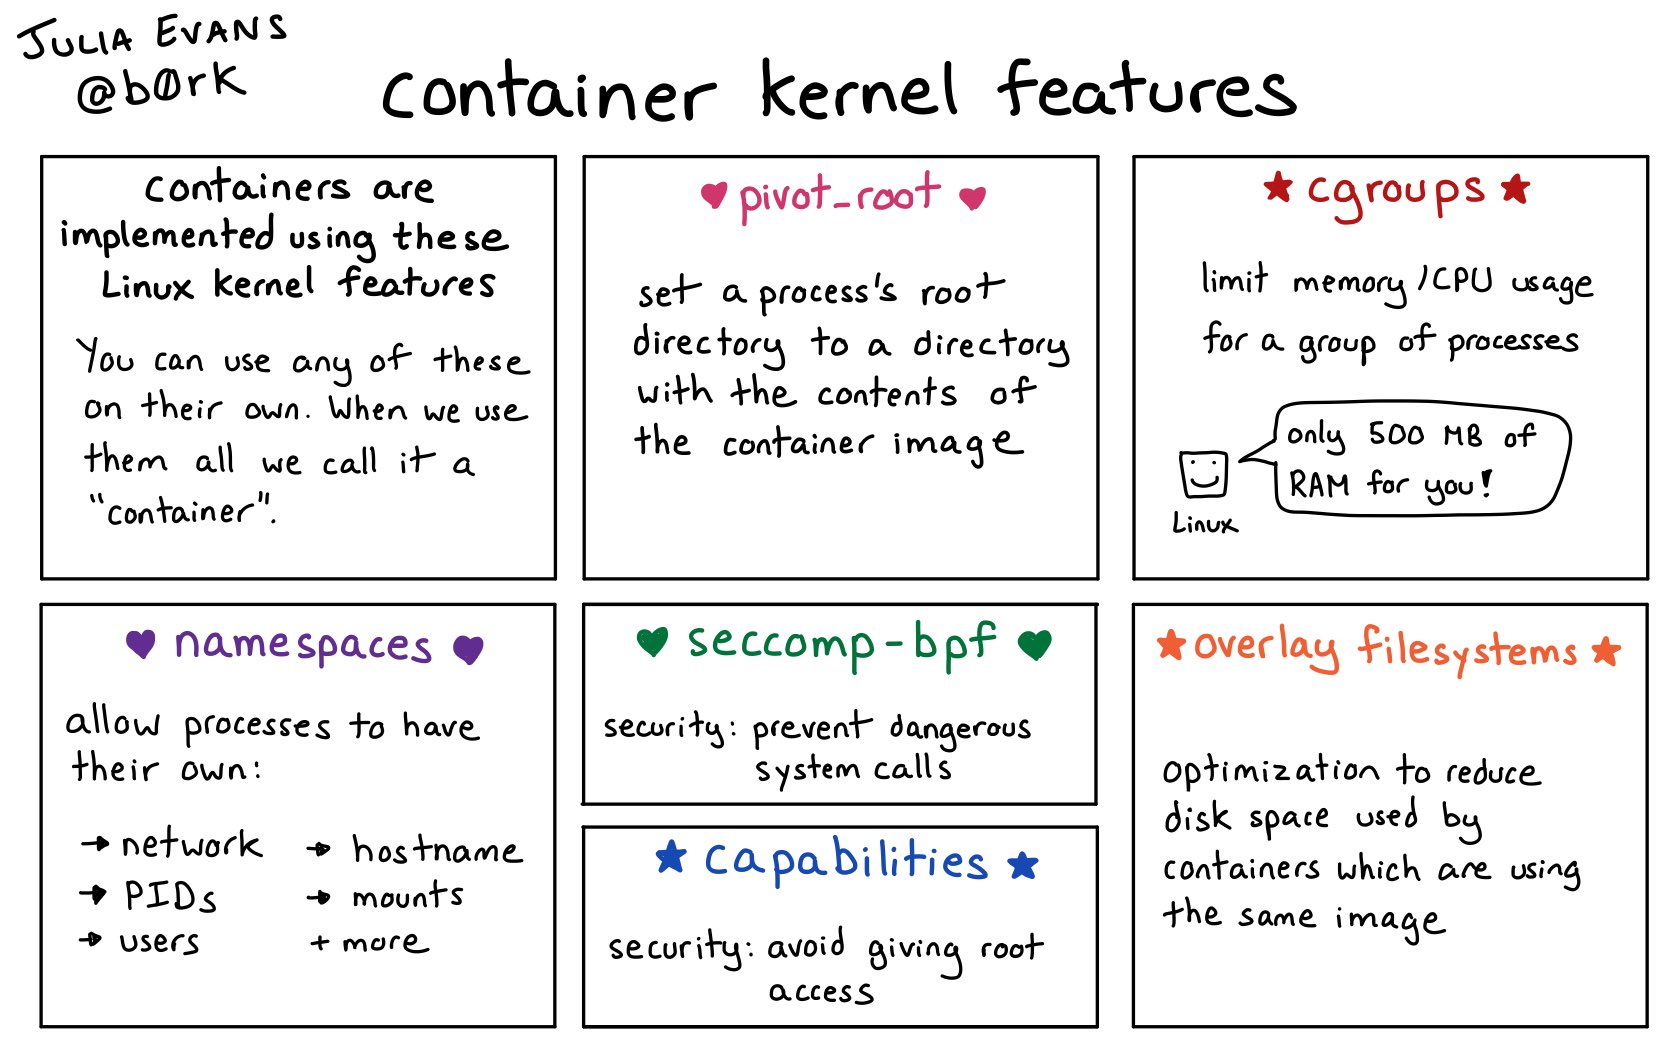 JULIA EVANS
@b0rk
container kernel features
containers are
implemented using these
Linux kernel features
You can use any of these
on their own. When we use
them all we call it a
"container".
pivot_root
set a process's root
directory to a directory
with the contents of
the container image
cgroups
limit memory/CPU usage
for a group of processes
only 500 MB of
RAM for you!
Linux
namespaces
allow processes to have
their own:
→ network
→ PIDs
→ users
→ hostname
→ mounts
+ more
seccomp-bpf
security: prevent dangerous
system calls
capabilities
security: avoid giving root
access
overlay filesystems
optimization to reduce
disk space used by
containers which are using
the same image